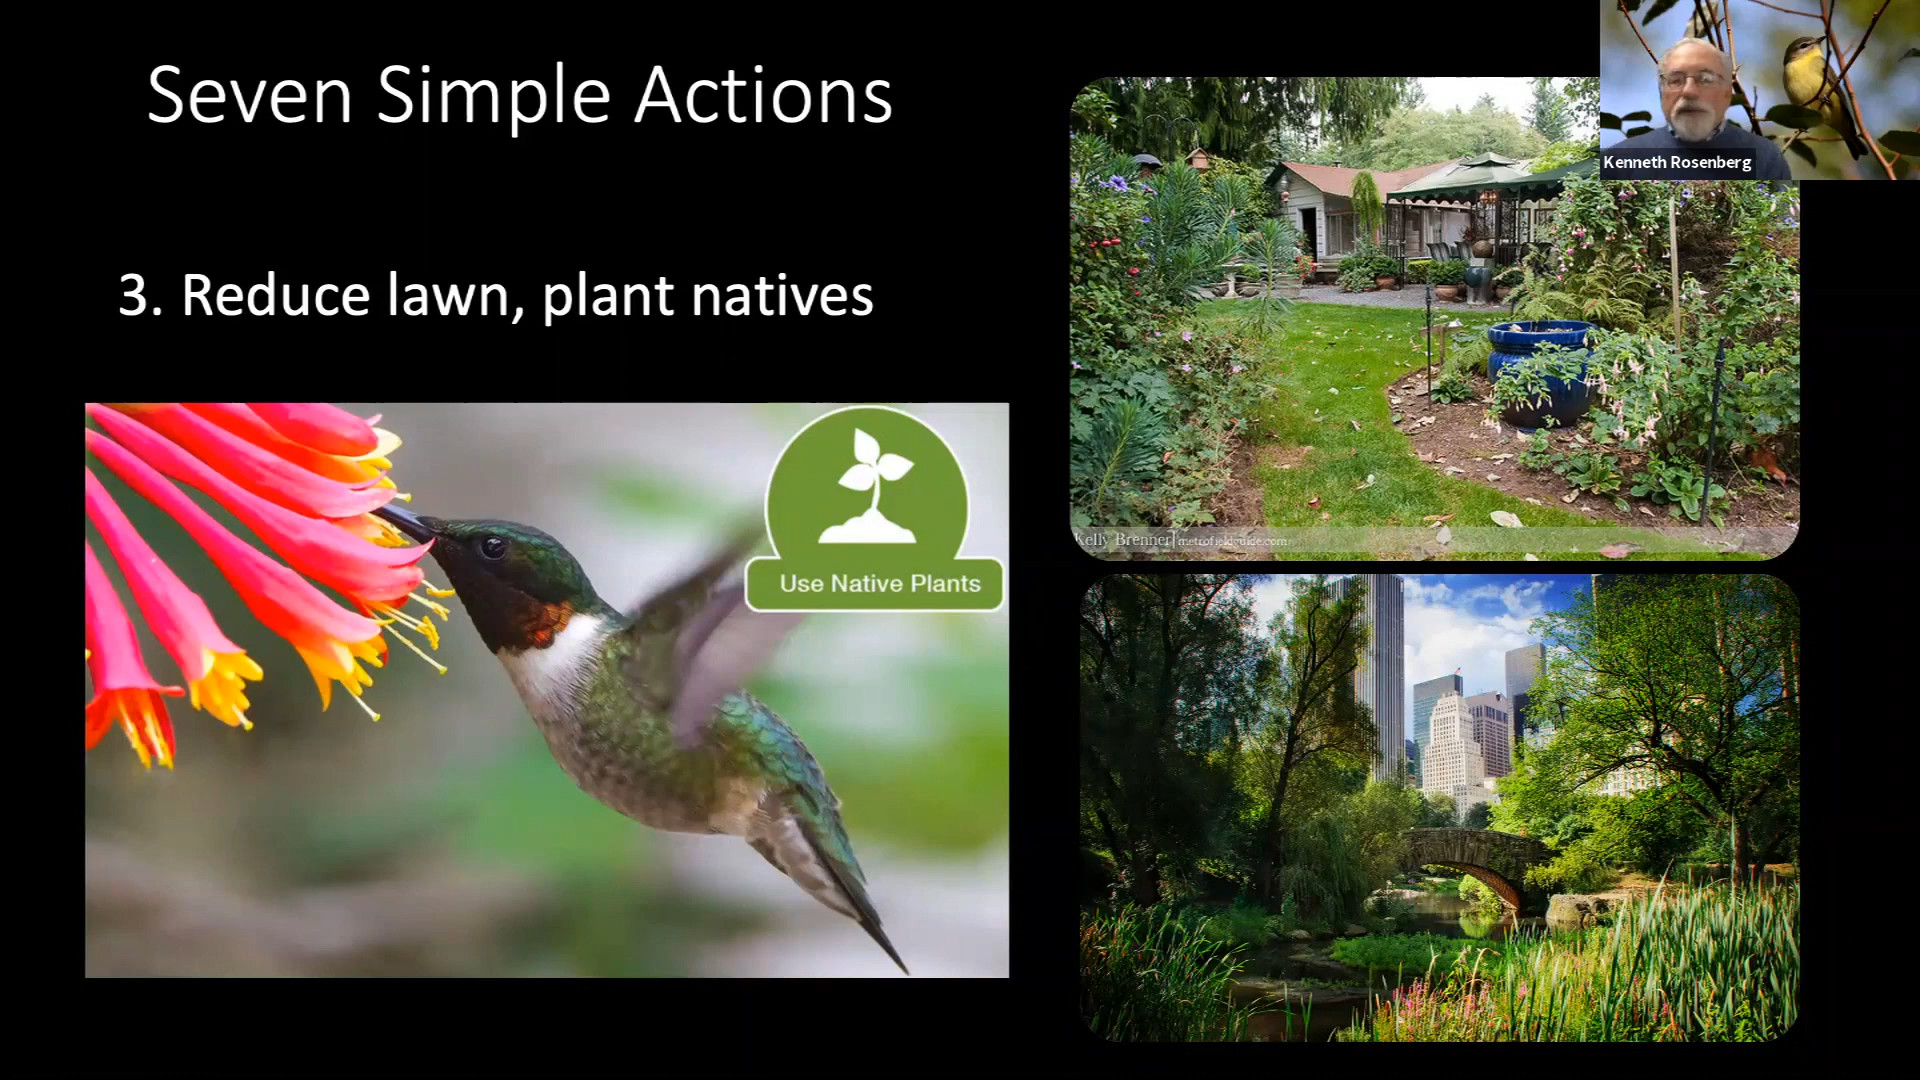 Seven Simple Actions
Kenneth Rosenberg
3. Reduce lawn, plant natives
Use Native Plants
Kelly Brenner | metrofieldguide.com